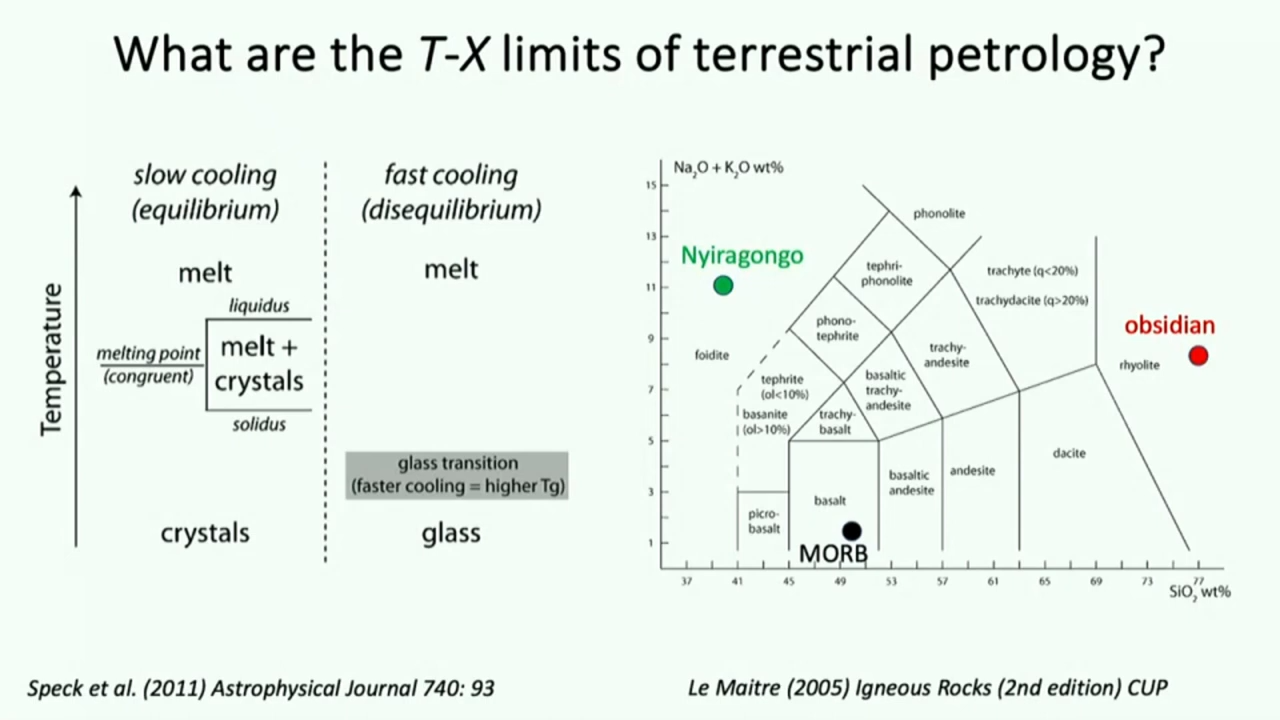 What are the T-X limits of terrestrial petrology?
slow cooling
(equilibrium)
fast cooling
(disequilibrium)
Temperature
melt
liquidus
melting point
(congruent)
melt +
crystals
solidus
crystals
melt
glass transition
(faster cooling = higher Tg)
glass
Na₂O + K₂O wt%
15
13
11
9
7
5
3
1
Nyiragongo
phonolite
tephri-
phonolite
trachyte (q<20%)
trachydacite (q>20%)
obsidian
phono-
tephrite
foidite
trachy-
andesite
rhyolite
tephrite
(ol<10%)
basaltic
trachy-
andesite
basanite
(ol>10%)
trachy-
basalt
dacite
basaltic
andesite
andesite
basalt
picro-
basalt
MORB
37
41
45
49
53
57
61
65
69
73
77
SiO₂ wt%
Speck et al. (2011) Astrophysical Journal 740: 93
Le Maitre (2005) Igneous Rocks (2nd edition) CUP